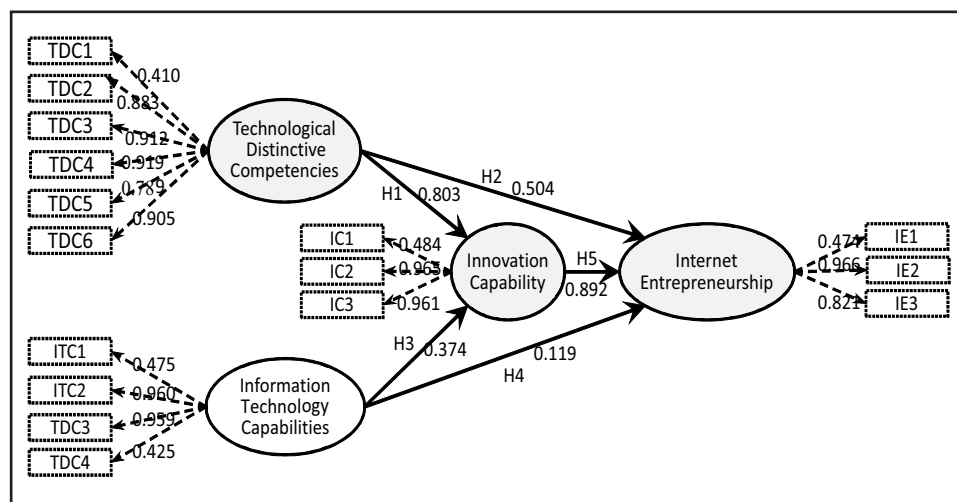 TDC1
TDC2
TDC3
TDC4
TDC5
TDC6
0.410
0.883
0.912
0.919
0.789
0.905
Technological
Distinctive
Competencies
H1
0.803
H2
0.504
IC1
IC2
IC3
0.484
0.965
0.961
Innovation
Capability
H5
0.892
Internet
Entrepreneurship
0.474
0.966
0.821
IE1
IE2
IE3
H3
0.374
0.119
H4
ITC1
ITC2
TDC3
TDC4
0.475
0.960
0.959
0.425
Information
Technology
Capabilities